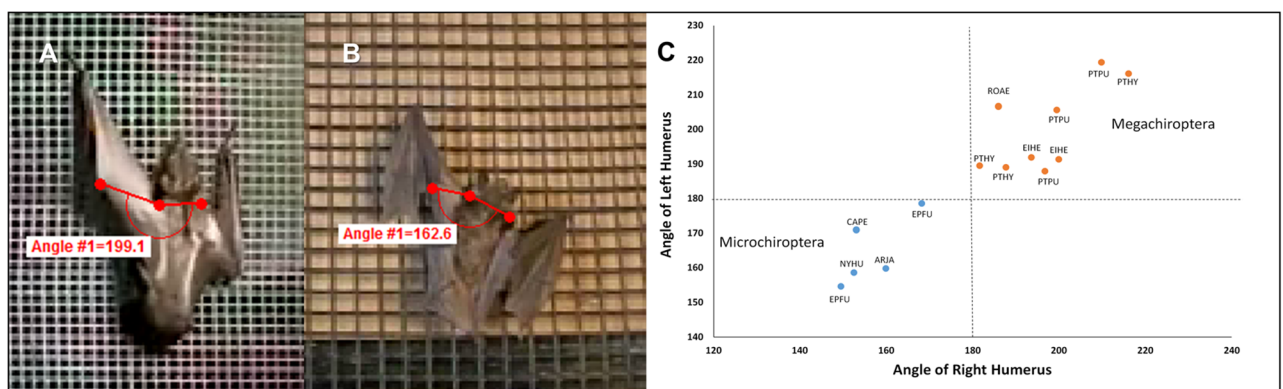 A
Angle #1=199.1
B
Angle #1=162.6
C
Angle of Left Humerus
230
220
210
200
190
180
170
160
150
140
120
140
160
180
200
220
240
Angle of Right Humerus
PTPU
PTHY
ROAE
PTPU
Megachiroptera
EIHE
EIHE
PTHY
PTHY
PTPU
EPFU
CAPE
Microchiroptera
NYHU
ARJA
EPFU